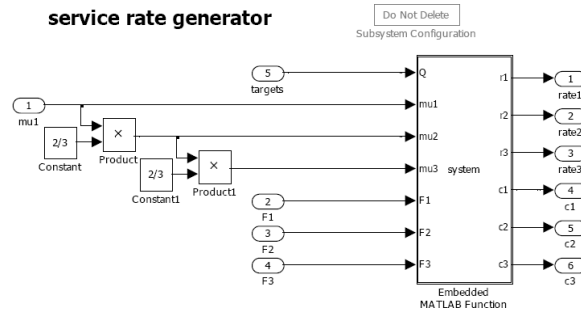 service rate generator
Do Not Delete
Subsystem Configuration
5
targets
1
mu1
2/3
Constant
×
Product
2/3
Constant1
×
Product1
2
F1
3
F2
4
F3
Q
mu1
mu2
mu3
F1
F2
F3
system
r1
r2
r3
c1
c2
c3
Embedded
MATLAB Function
1
rate1
2
rate2
3
rate3
4
c1
5
c2
6
c3